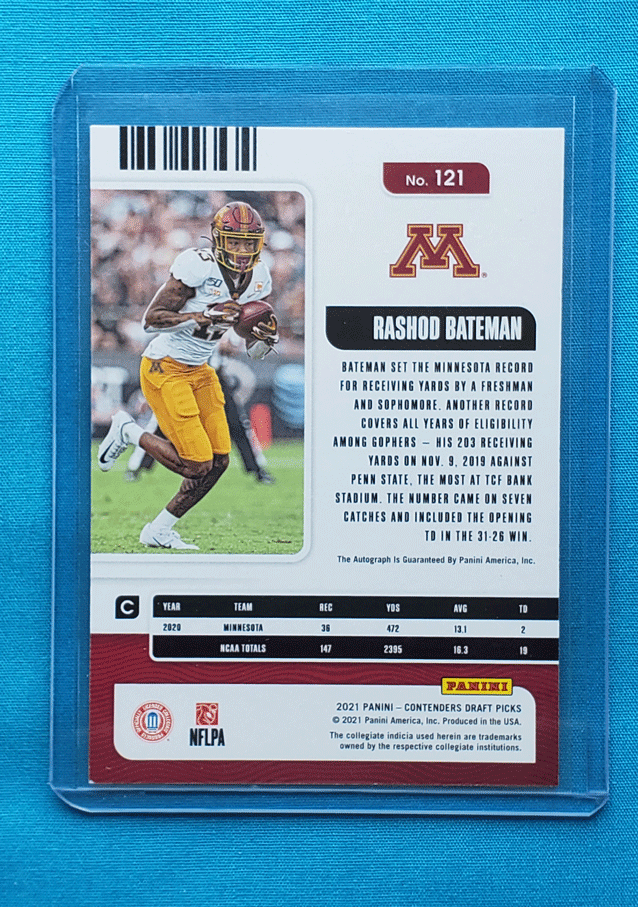 No. 121
M
RASHOD BATEMAN
BATEMAN SET THE MINNESOTA RECORD
FOR RECEIVING YARDS BY A FRESHMAN
AND SOPHOMORE. ANOTHER RECORD
COVERS ALL YEARS OF ELIGIBILITY
AMONG GOPHERS – HIS 203 RECEIVING
YARDS ON NOV. 9, 2019 AGAINST
PENN STATE, THE MOST AT TCF BANK
STADIUM. THE NUMBER CAME ON SEVEN
CATCHES AND INCLUDED THE OPENING
TD IN THE 31-26 WIN.
The Autograph Is Guaranteed By Panini America, Inc.
C
YEAR TEAM REC YDS AVG TD
2020 MINNESOTA 36 472 13.1 2
NCAA TOTALS 147 2395 16.3 19
PANINI
2021 PANINI – CONTENDERS DRAFT PICKS
© 2021 Panini America, Inc. Produced in the USA.
The collegiate indicia used herein are trademarks
owned by the respective collegiate institutions.
NFLPA